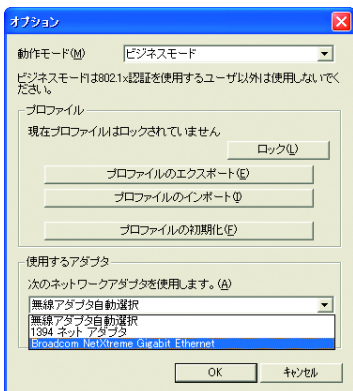 オプション
動作モード(M) ビジネスモード
ビジネスモードは802.1x認証を使用するユーザ以外は使用しないでく
ださい。
プロファイル
現在プロファイルはロックされていません
ロック(L)
プロファイルのエクスポート(E)
プロファイルのインポート(I)
プロファイルの初期化(F)
使用するアダプタ
次のネットワークアダプタを使用します。(A)
無線アダプタ自動選択
無線アダプタ自動選択
1394 ネット アダプタ
Broadcom NetXtreme Gigabit Ethernet
OK キャンセル